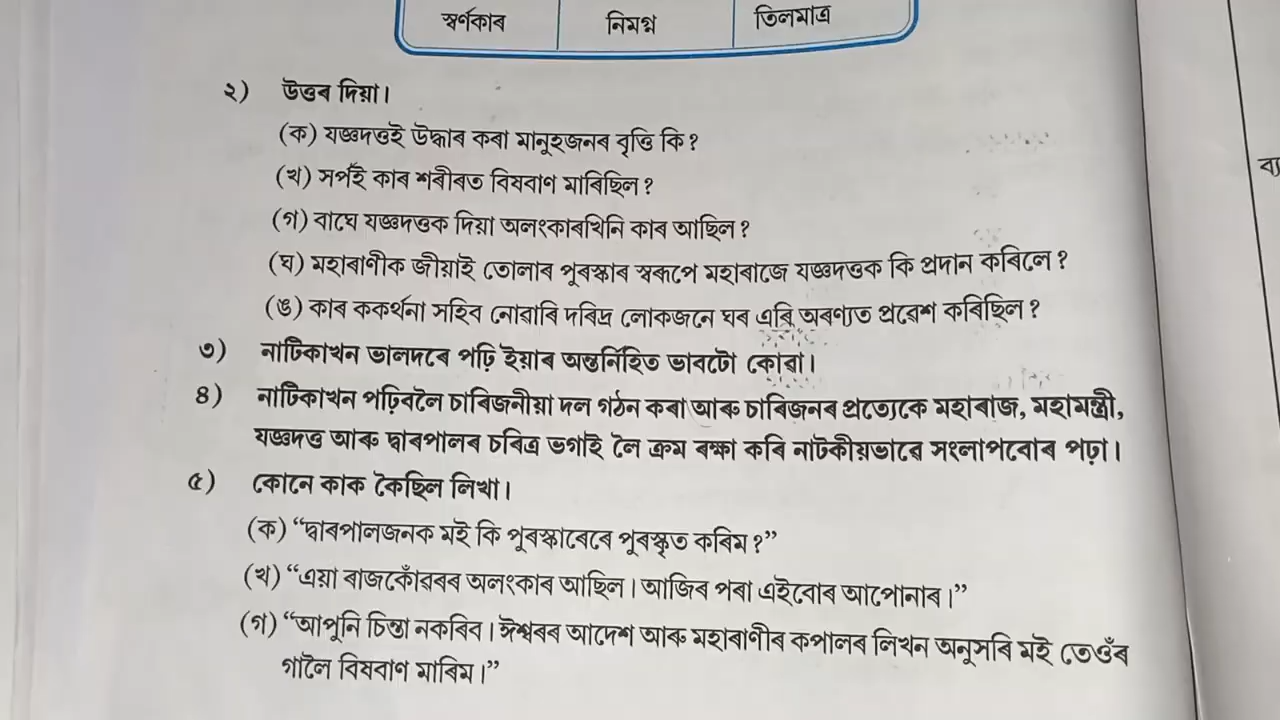 স্বৰ্ণকাৰ নিমগ্ন তিলমাত্ৰ
২) উত্তৰ দিয়া।
(ক) যজ্ঞদত্তই উদ্ধাৰ কৰা মানুহজনৰ বৃত্তি কি?
(খ) সৰ্পই কাৰ শৰীৰত বিষবাণ মাৰিছিল?
(গ) বাঘে যজ্ঞদত্তক দিয়া অলংকাৰখিনি কাৰ আছিল?
(ঘ) মহাৰাণীক জীয়াই তোলাৰ পুৰস্কাৰ স্বৰূপে মহাৰাজে যজ্ঞদত্তক কি প্ৰদান কৰিলে?
(ঙ) কাৰ ককৰ্থনা সহিব নোৱাৰি দৰিদ্ৰ লোকজনে ঘৰ এৰি অৰণ্যত প্ৰৱেশ কৰিছিল?
৩) নাটিকাখন ভালদৰে পঢ়ি ইয়াৰ অন্তৰ্নিহিত ভাবটো কোৱা।
৪) নাটিকাখন পঢ়িবলৈ চাৰিজনীয়া দল গঠন কৰা আৰু চাৰিজনৰ প্ৰত্যেকে মহাৰাজ, মহামন্ত্ৰী,
যজ্ঞদত্ত আৰু দ্বাৰপালৰ চৰিত্ৰ ভগাই লৈ ক্ৰম ৰক্ষা কৰি নাটকীয়ভাৱে সংলাপবোৰ পঢ়া।
৫) কোনে কাক কৈছিল লিখা।
(ক) “দ্বাৰপালজনক মই কি পুৰস্কাৰেৰে পুৰস্কৃত কৰিম?”
(খ) “এয়া ৰাজকোঁৱৰৰ অলংকাৰ আছিল। আজিৰ পৰা এইবোৰ আপোনাৰ।”
(গ) “আপুনি চিন্তা নকৰিব। ঈশ্বৰৰ আদেশ আৰু মহাৰাণীৰ কপালৰ লিখন অনুসৰি মই তেওঁৰ
গালৈ বিষবাণ মাৰিম।”